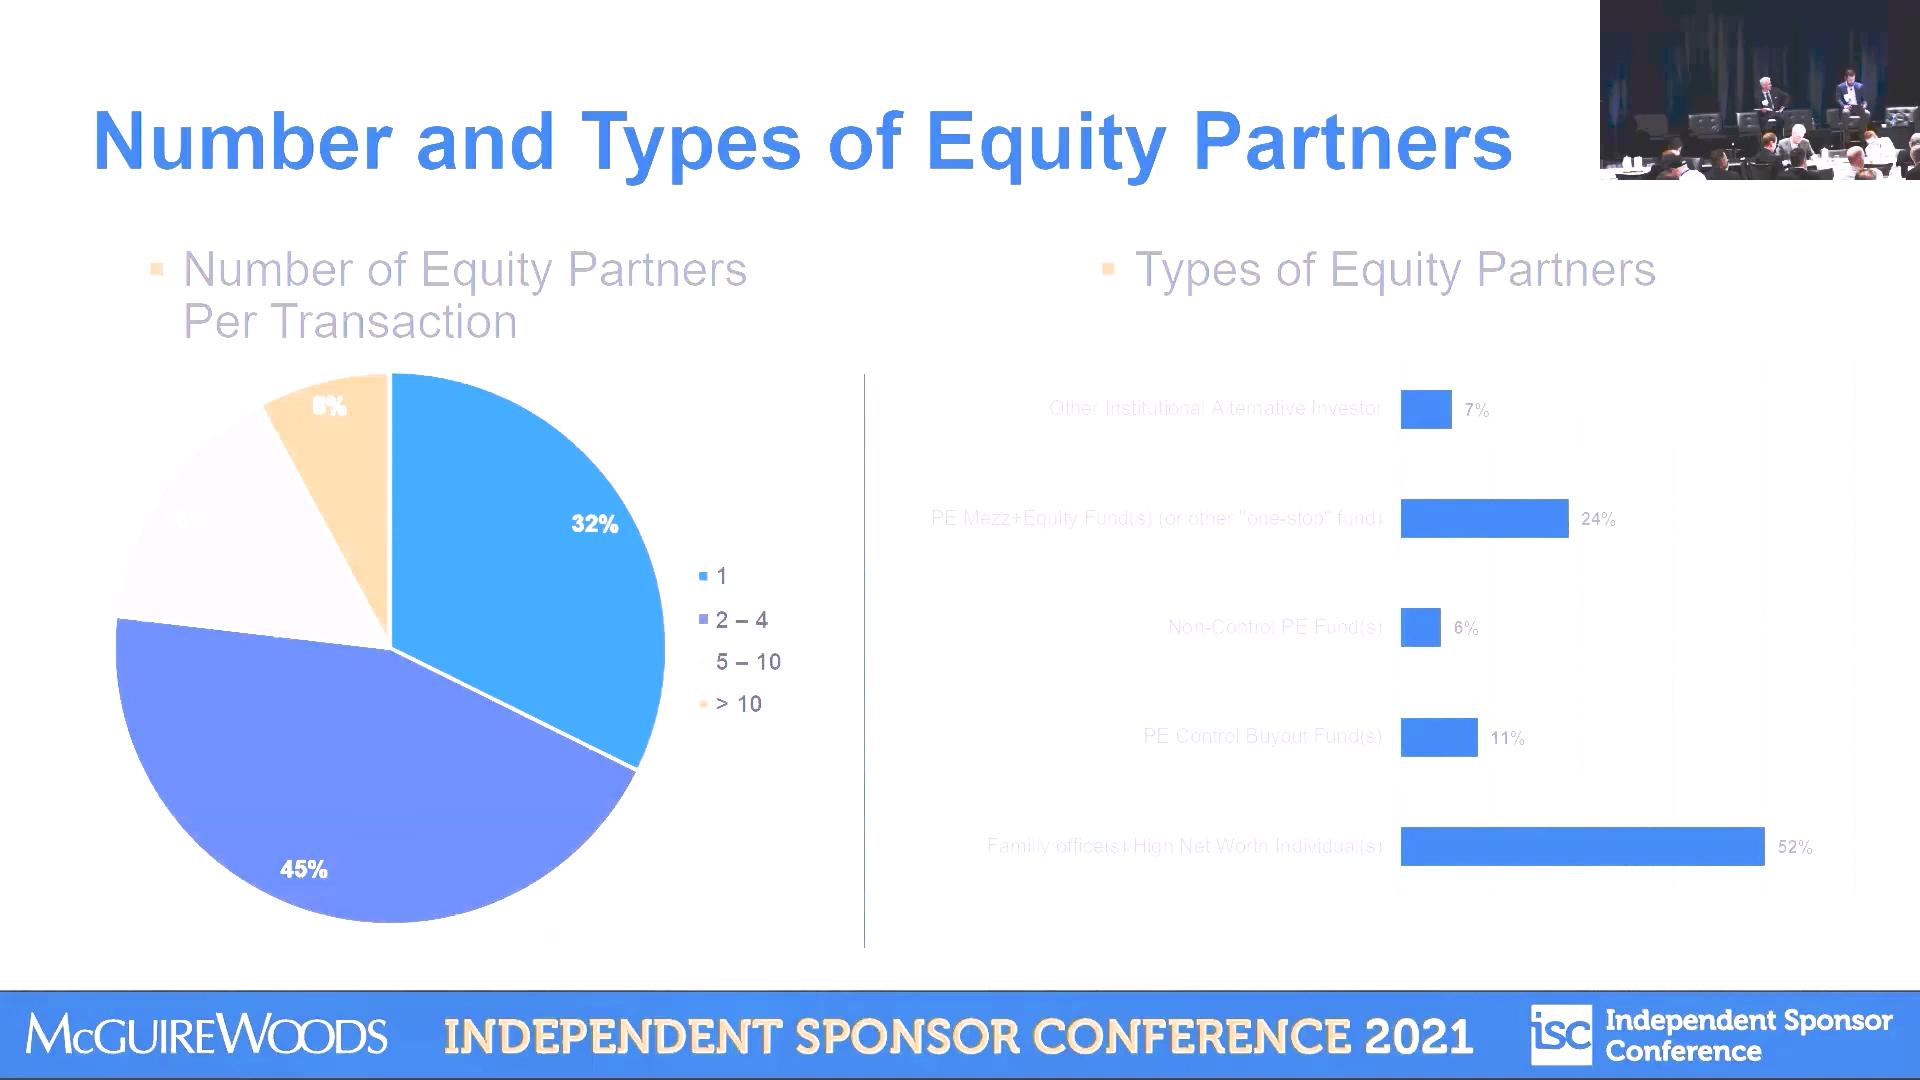 Number and Types of Equity Partners
Number of Equity Partners
Per Transaction
8%
32%
45%
1
2 – 4
5 – 10
> 10
Types of Equity Partners
Other Institutional Alternative Investor
7%
PE Mezz+Equity Fund(s) (or other "one-stop" fund)
24%
Non-Control PE Fund(s)
6%
PE Control Buyout Fund(s)
11%
Family office(s)/High Net Worth Individual(s)
52%
McGUIREWOODS
INDEPENDENT SPONSOR CONFERENCE 2021
isc
Independent Sponsor
Conference